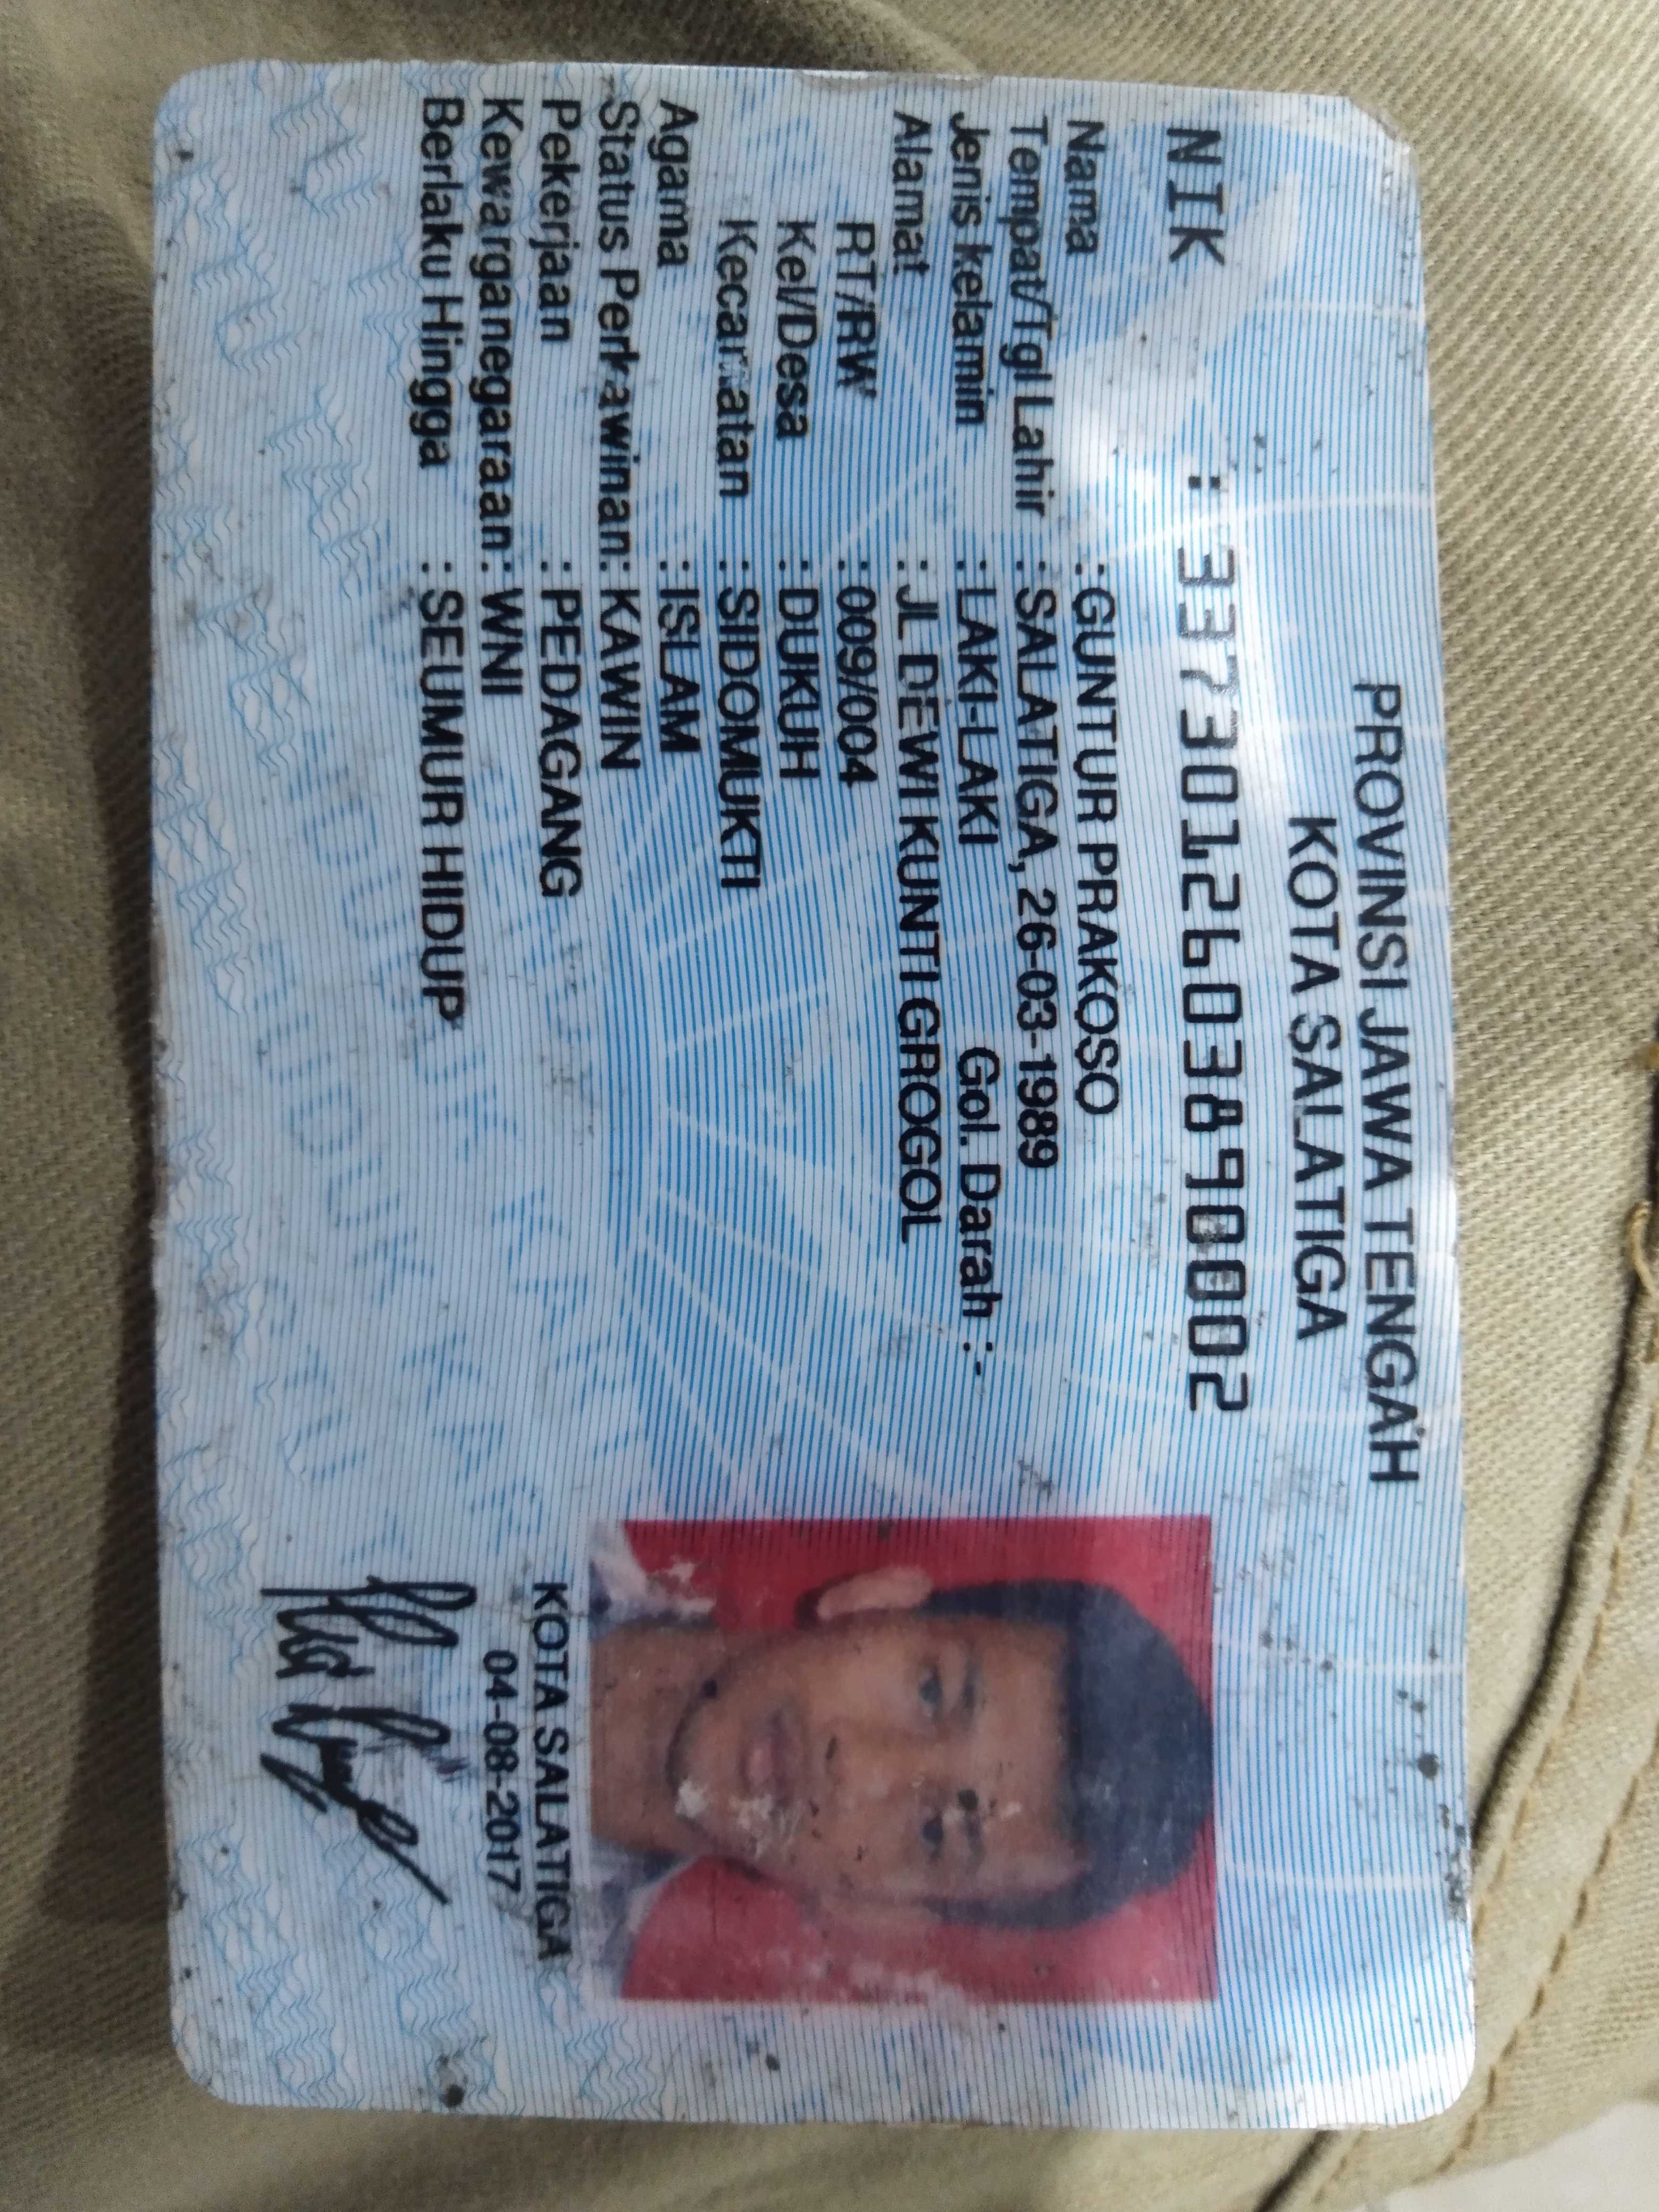 PROVINSI JAWA TENGAH
KOTA SALATIGA
NIK : 3373012603890002
Nama : GUNTUR PRAKOSO
Tempat/Tgl Lahir : SALATIGA, 26-03-1989
Jenis kelamin : LAKI-LAKI Gol. Darah : -
Alamat : JL DEWI KUNTI GROGOL
RT/RW : 009/004
Kel/Desa : DUKUH
Kecamatan : SIDOMUKTI
Agama : ISLAM
Status Perkawinan: KAWIN
Pekerjaan : PEDAGANG
Kewarganegaraan: WNI
Berlaku Hingga : SEUMUR HIDUP
KOTA SALATIGA
04-08-2017